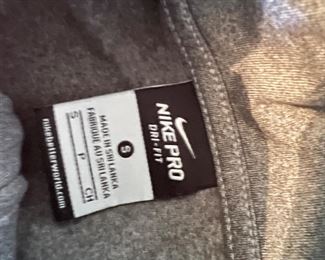 NIKE PRO
DRI-FIT
S
MADE IN SRI LANKA
FABRIQUÉ AU SRI LANKA
S P CH
nikebetterworld.com